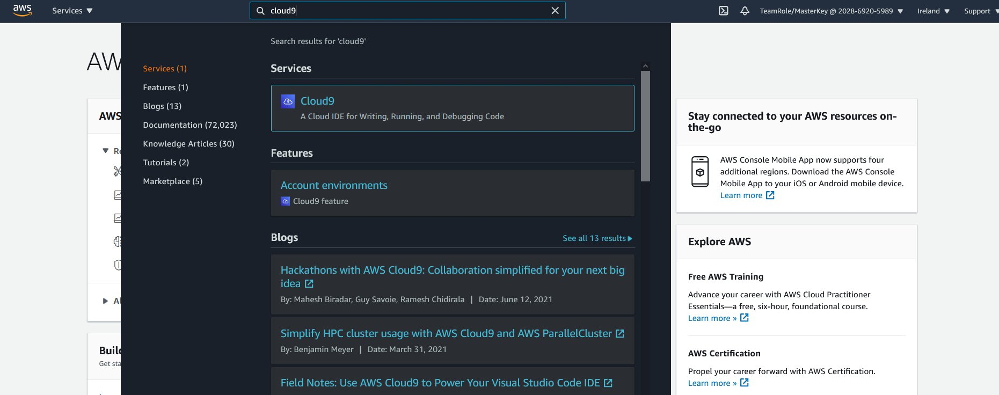 aws
Services
cloud9
TeamRole/MasterKey @ 2028-6920-5989
Ireland
Support
AW
Search results for 'cloud9'
Services (1)
Features (1)
Blogs (13)
Documentation (72,023)
Knowledge Articles (30)
Tutorials (2)
Marketplace (5)
Services
Cloud9
A Cloud IDE for Writing, Running, and Debugging Code
Features
Account environments
Cloud9 feature
Blogs
See all 13 results
Hackathons with AWS Cloud9: Collaboration simplified for your next big
idea
By: Mahesh Biradar, Guy Savoie, Ramesh Chidirala | Date: June 12, 2021
Simplify HPC cluster usage with AWS Cloud9 and AWS ParallelCluster
By: Benjamin Meyer | Date: March 31, 2021
Field Notes: Use AWS Cloud9 to Power Your Visual Studio Code IDE
AWS
Get sta
Stay connected to your AWS resources on-
the-go
AWS Console Mobile App now supports four
additional regions. Download the AWS Console
Mobile App to your iOS or Android mobile device.
Learn more
Explore AWS
Free AWS Training
Advance your career with AWS Cloud Practitioner
Essentials—a free, six-hour, foundational course.
Learn more »
AWS Certification
Propel your career forward with AWS Certification.
Learn more »